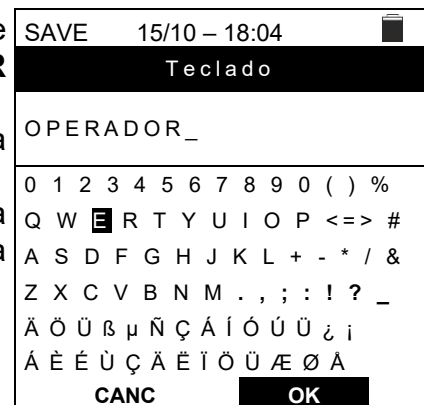 e
R
a
a
a
SAVE 15/10 – 18:04
Teclado
OPERADOR_
0 1 2 3 4 5 6 7 8 9 0 ( ) %
Q W E R T Y U I O P < = > #
A S D F G H J K L + - * / &
Z X C V B N M . , ; : ! ? _
Ä Ö Ü ß µ Ñ Ç Á Í Ó Ú Ü ¿ ¡
Á È É Ù Ç Ä Ë Ï Ö Ü Æ Ø Å
CANC OK